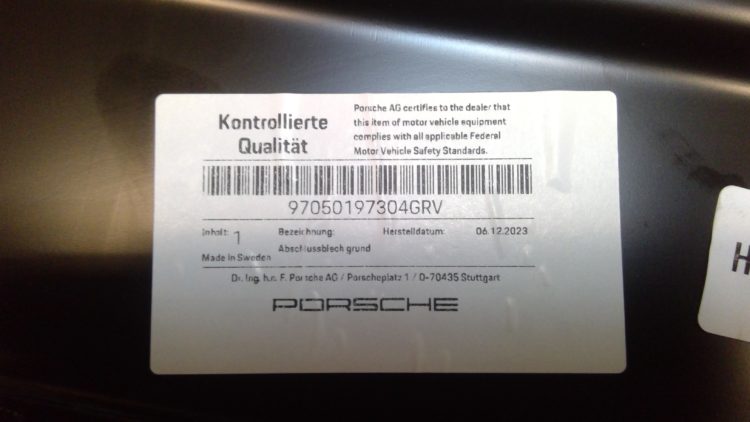 Kontrollierte
Qualität
Porsche AG certifies to the dealer that
this item of motor vehicle equipment
complies with all applicable Federal
Motor Vehicle Safety Standards.
97050197304GRV
Inhalt: 1 Bezeichnung: Herstelldatum: 06.12.2023
Abschlussblech grund
Made in Sweden
Dr. Ing. h.c. F. Porsche AG / Porscheplatz 1 / D-70435 Stuttgart
PORSCHE
H